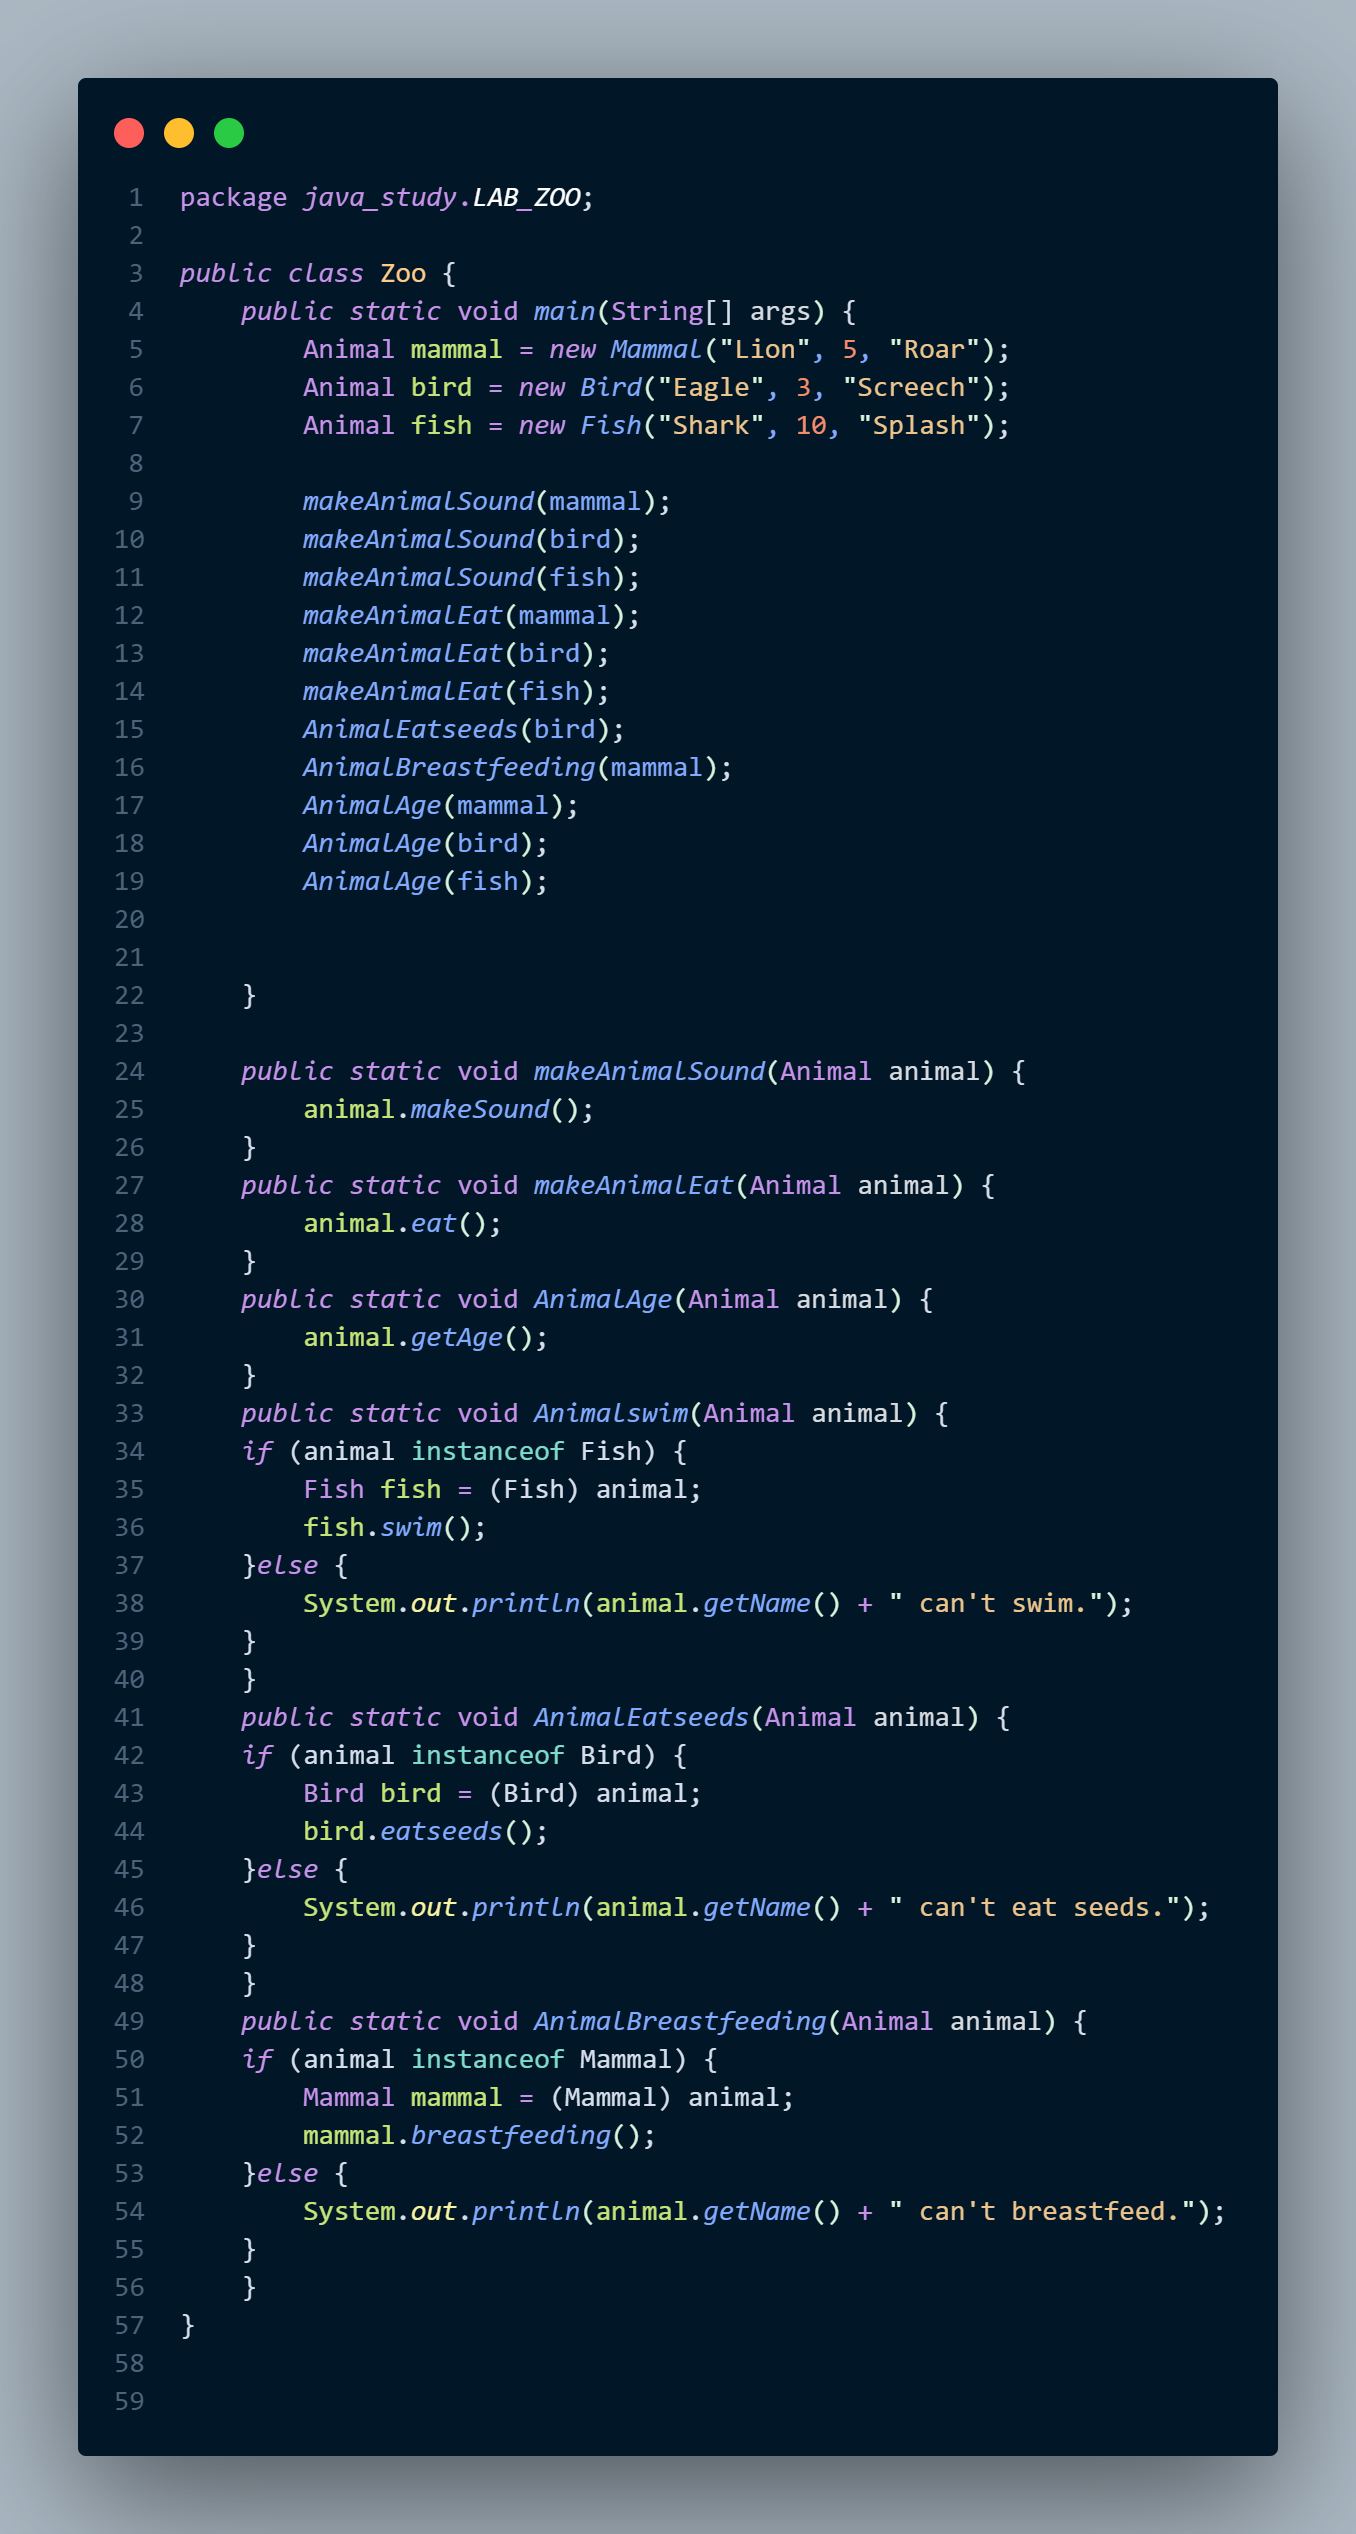 1 package java_study.LAB_ZOO;
2
3 public class Zoo {
4     public static void main(String[] args) {
5         Animal mammal = new Mammal("Lion", 5, "Roar");
6         Animal bird = new Bird("Eagle", 3, "Screech");
7         Animal fish = new Fish("Shark", 10, "Splash");
8
9         makeAnimalSound(mammal);
10         makeAnimalSound(bird);
11         makeAnimalSound(fish);
12         makeAnimalEat(mammal);
13         makeAnimalEat(bird);
14         makeAnimalEat(fish);
15         AnimalEatseeds(bird);
16         AnimalBreastfeeding(mammal);
17         AnimalAge(mammal);
18         AnimalAge(bird);
19         AnimalAge(fish);
20
21
22     }
23
24     public static void makeAnimalSound(Animal animal) {
25         animal.makeSound();
26     }
27     public static void makeAnimalEat(Animal animal) {
28         animal.eat();
29     }
30     public static void AnimalAge(Animal animal) {
31         animal.getAge();
32     }
33     public static void Animalswim(Animal animal) {
34     if (animal instanceof Fish) {
35         Fish fish = (Fish) animal;
36         fish.swim();
37     }else {
38         System.out.println(animal.getName() + " can't swim.");
39     }
40     }
41     public static void AnimalEatseeds(Animal animal) {
42     if (animal instanceof Bird) {
43         Bird bird = (Bird) animal;
44         bird.eatseeds();
45     }else {
46         System.out.println(animal.getName() + " can't eat seeds.");
47     }
48     }
49     public static void AnimalBreastfeeding(Animal animal) {
50     if (animal instanceof Mammal) {
51         Mammal mammal = (Mammal) animal;
52         mammal.breastfeeding();
53     }else {
54         System.out.println(animal.getName() + " can't breastfeed.");
55     }
56     }
57 }
58
59